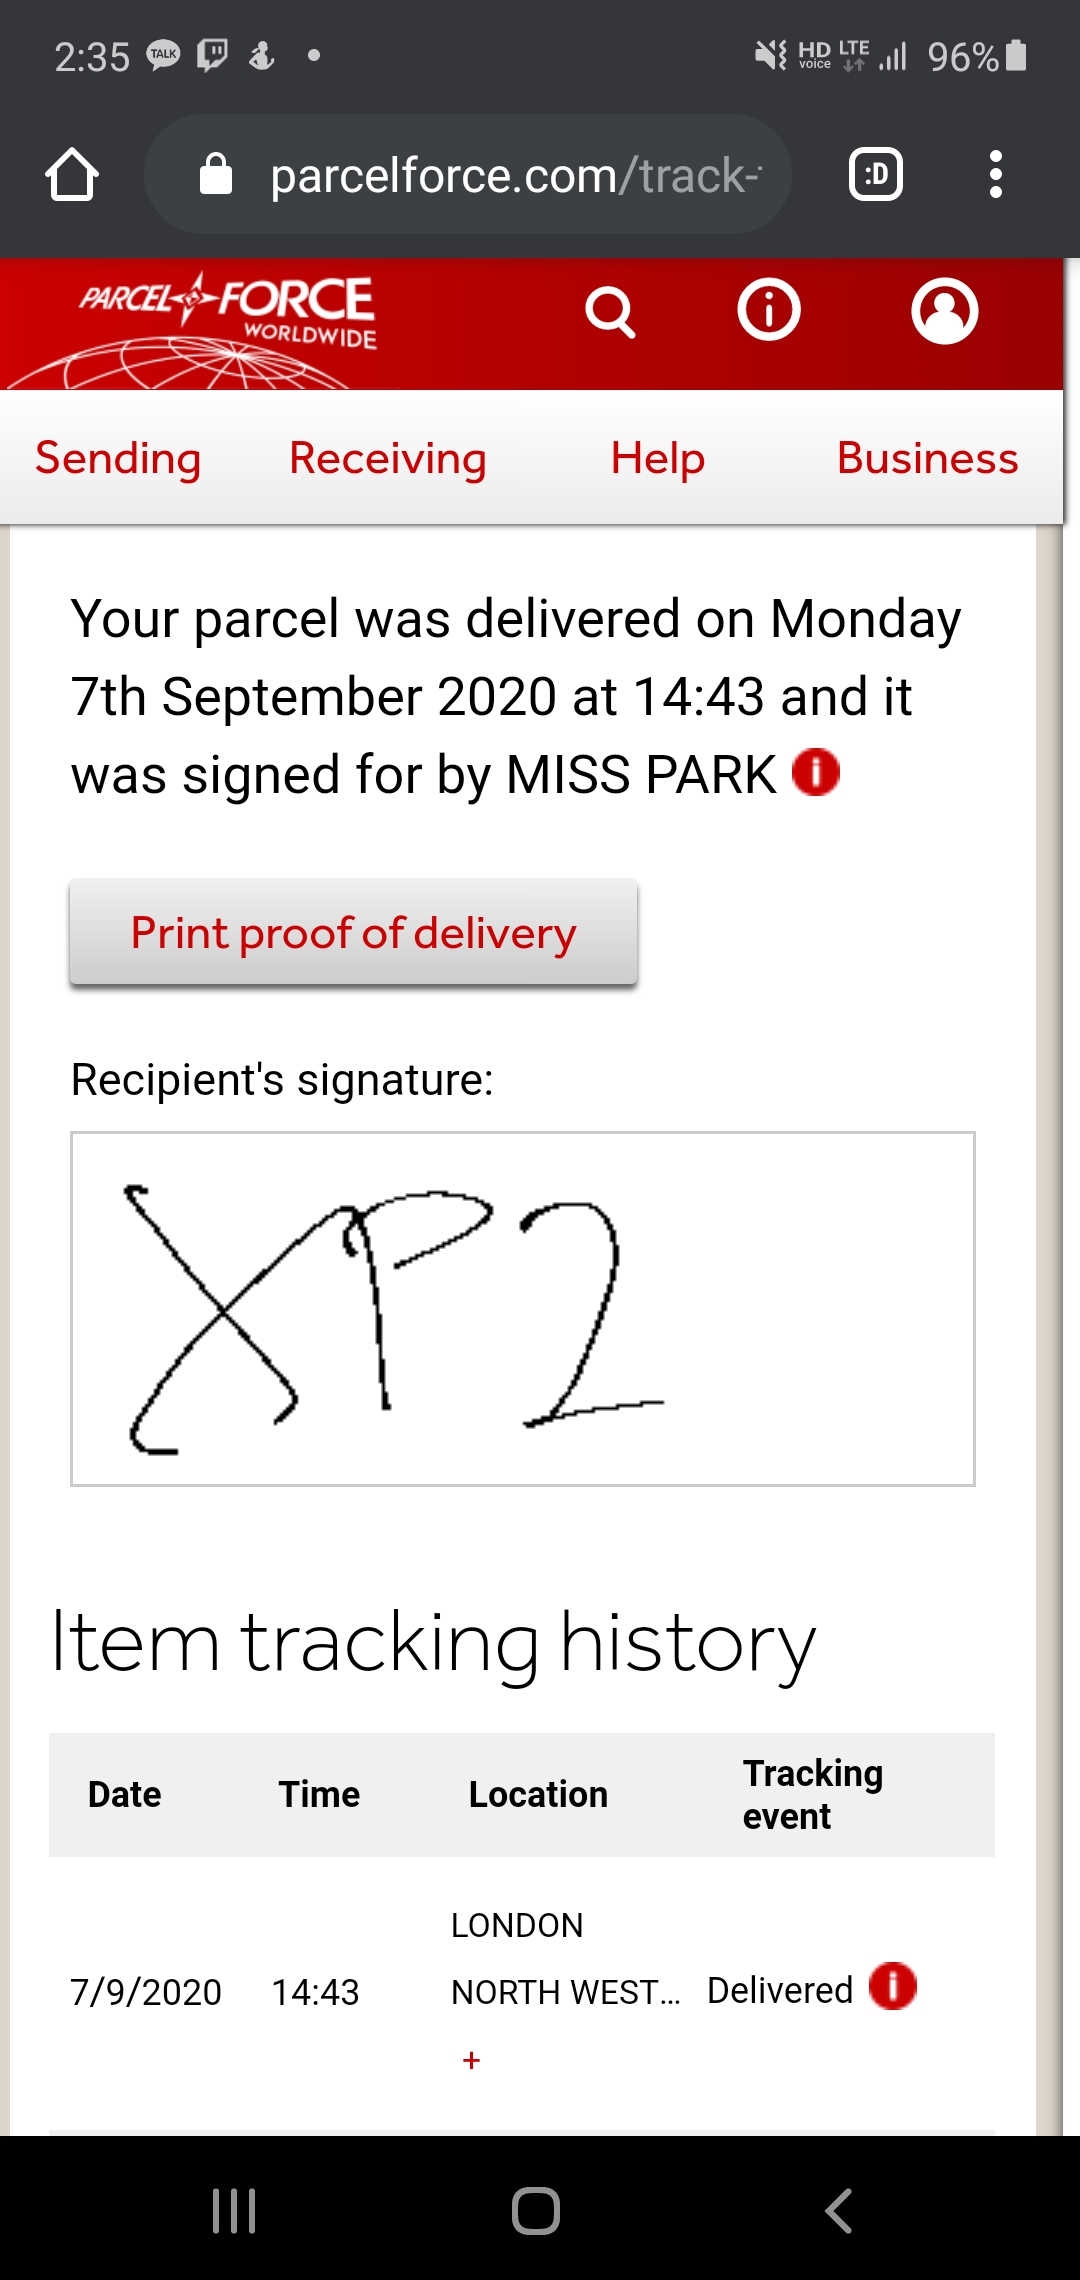 2:35 TALK HD voice LTE 96%
parcelforce.com/track- :D
PARCEL FORCE
WORLDWIDE
Sending Receiving Help Business
Your parcel was delivered on Monday
7th September 2020 at 14:43 and it
was signed for by MISS PARK i
Print proof of delivery
Recipient's signature:
XP2
Item tracking history
Date Time Location Tracking event
LONDON
7/9/2020 14:43 NORTH WEST... Delivered i
+